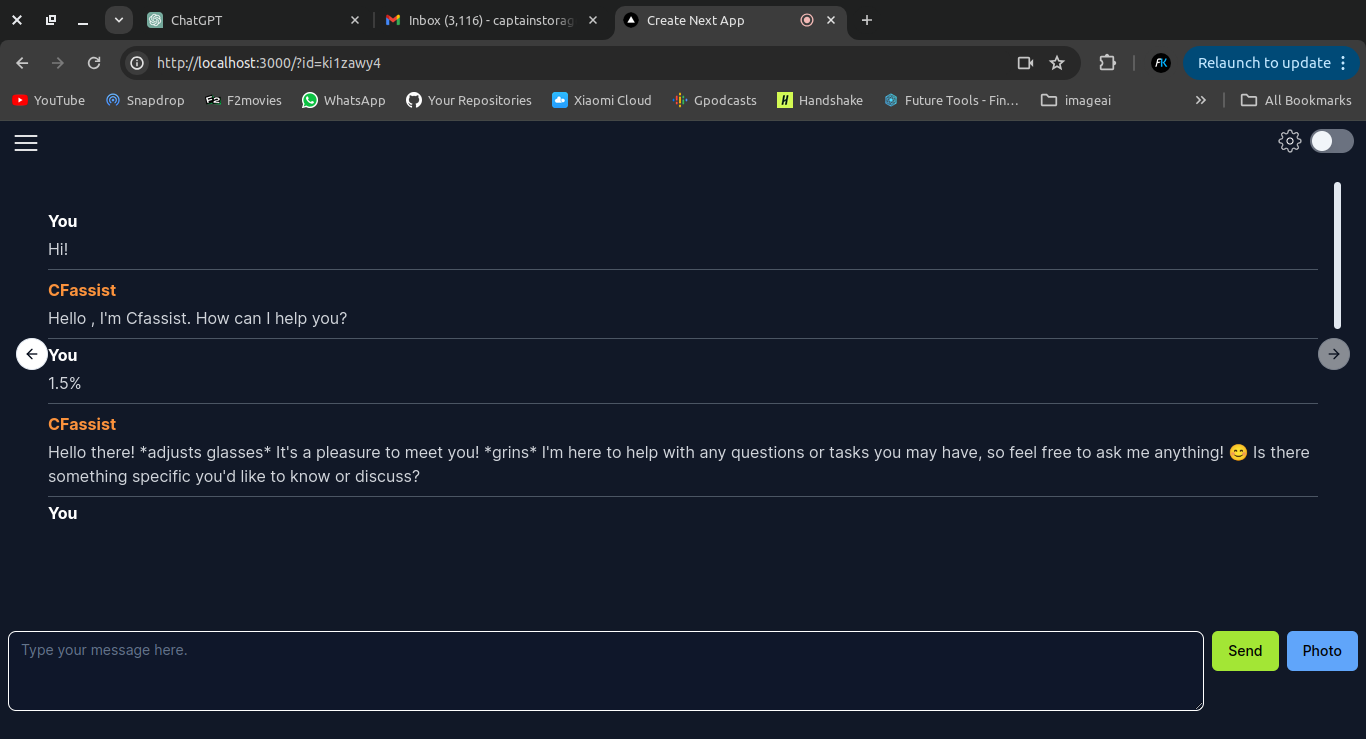 ChatGPT
Inbox (3,116) - captainstorag
Create Next App
http://localhost:3000/?id=ki1zawy4
FK
Relaunch to update
YouTube
Snapdrop
F2
F2movies
WhatsApp
Your Repositories
Xiaomi Cloud
Gpodcasts
H
Handshake
Future Tools - Fin…
imageai
All Bookmarks
You
Hi!
CFassist
Hello , I'm Cfassist. How can I help you?
You
1.5%
CFassist
Hello there! *adjusts glasses* It's a pleasure to meet you! *grins* I'm here to help with any questions or tasks you may have, so feel free to ask me anything! 😊 Is there
something specific you'd like to know or discuss?
You
Type your message here.
Send
Photo